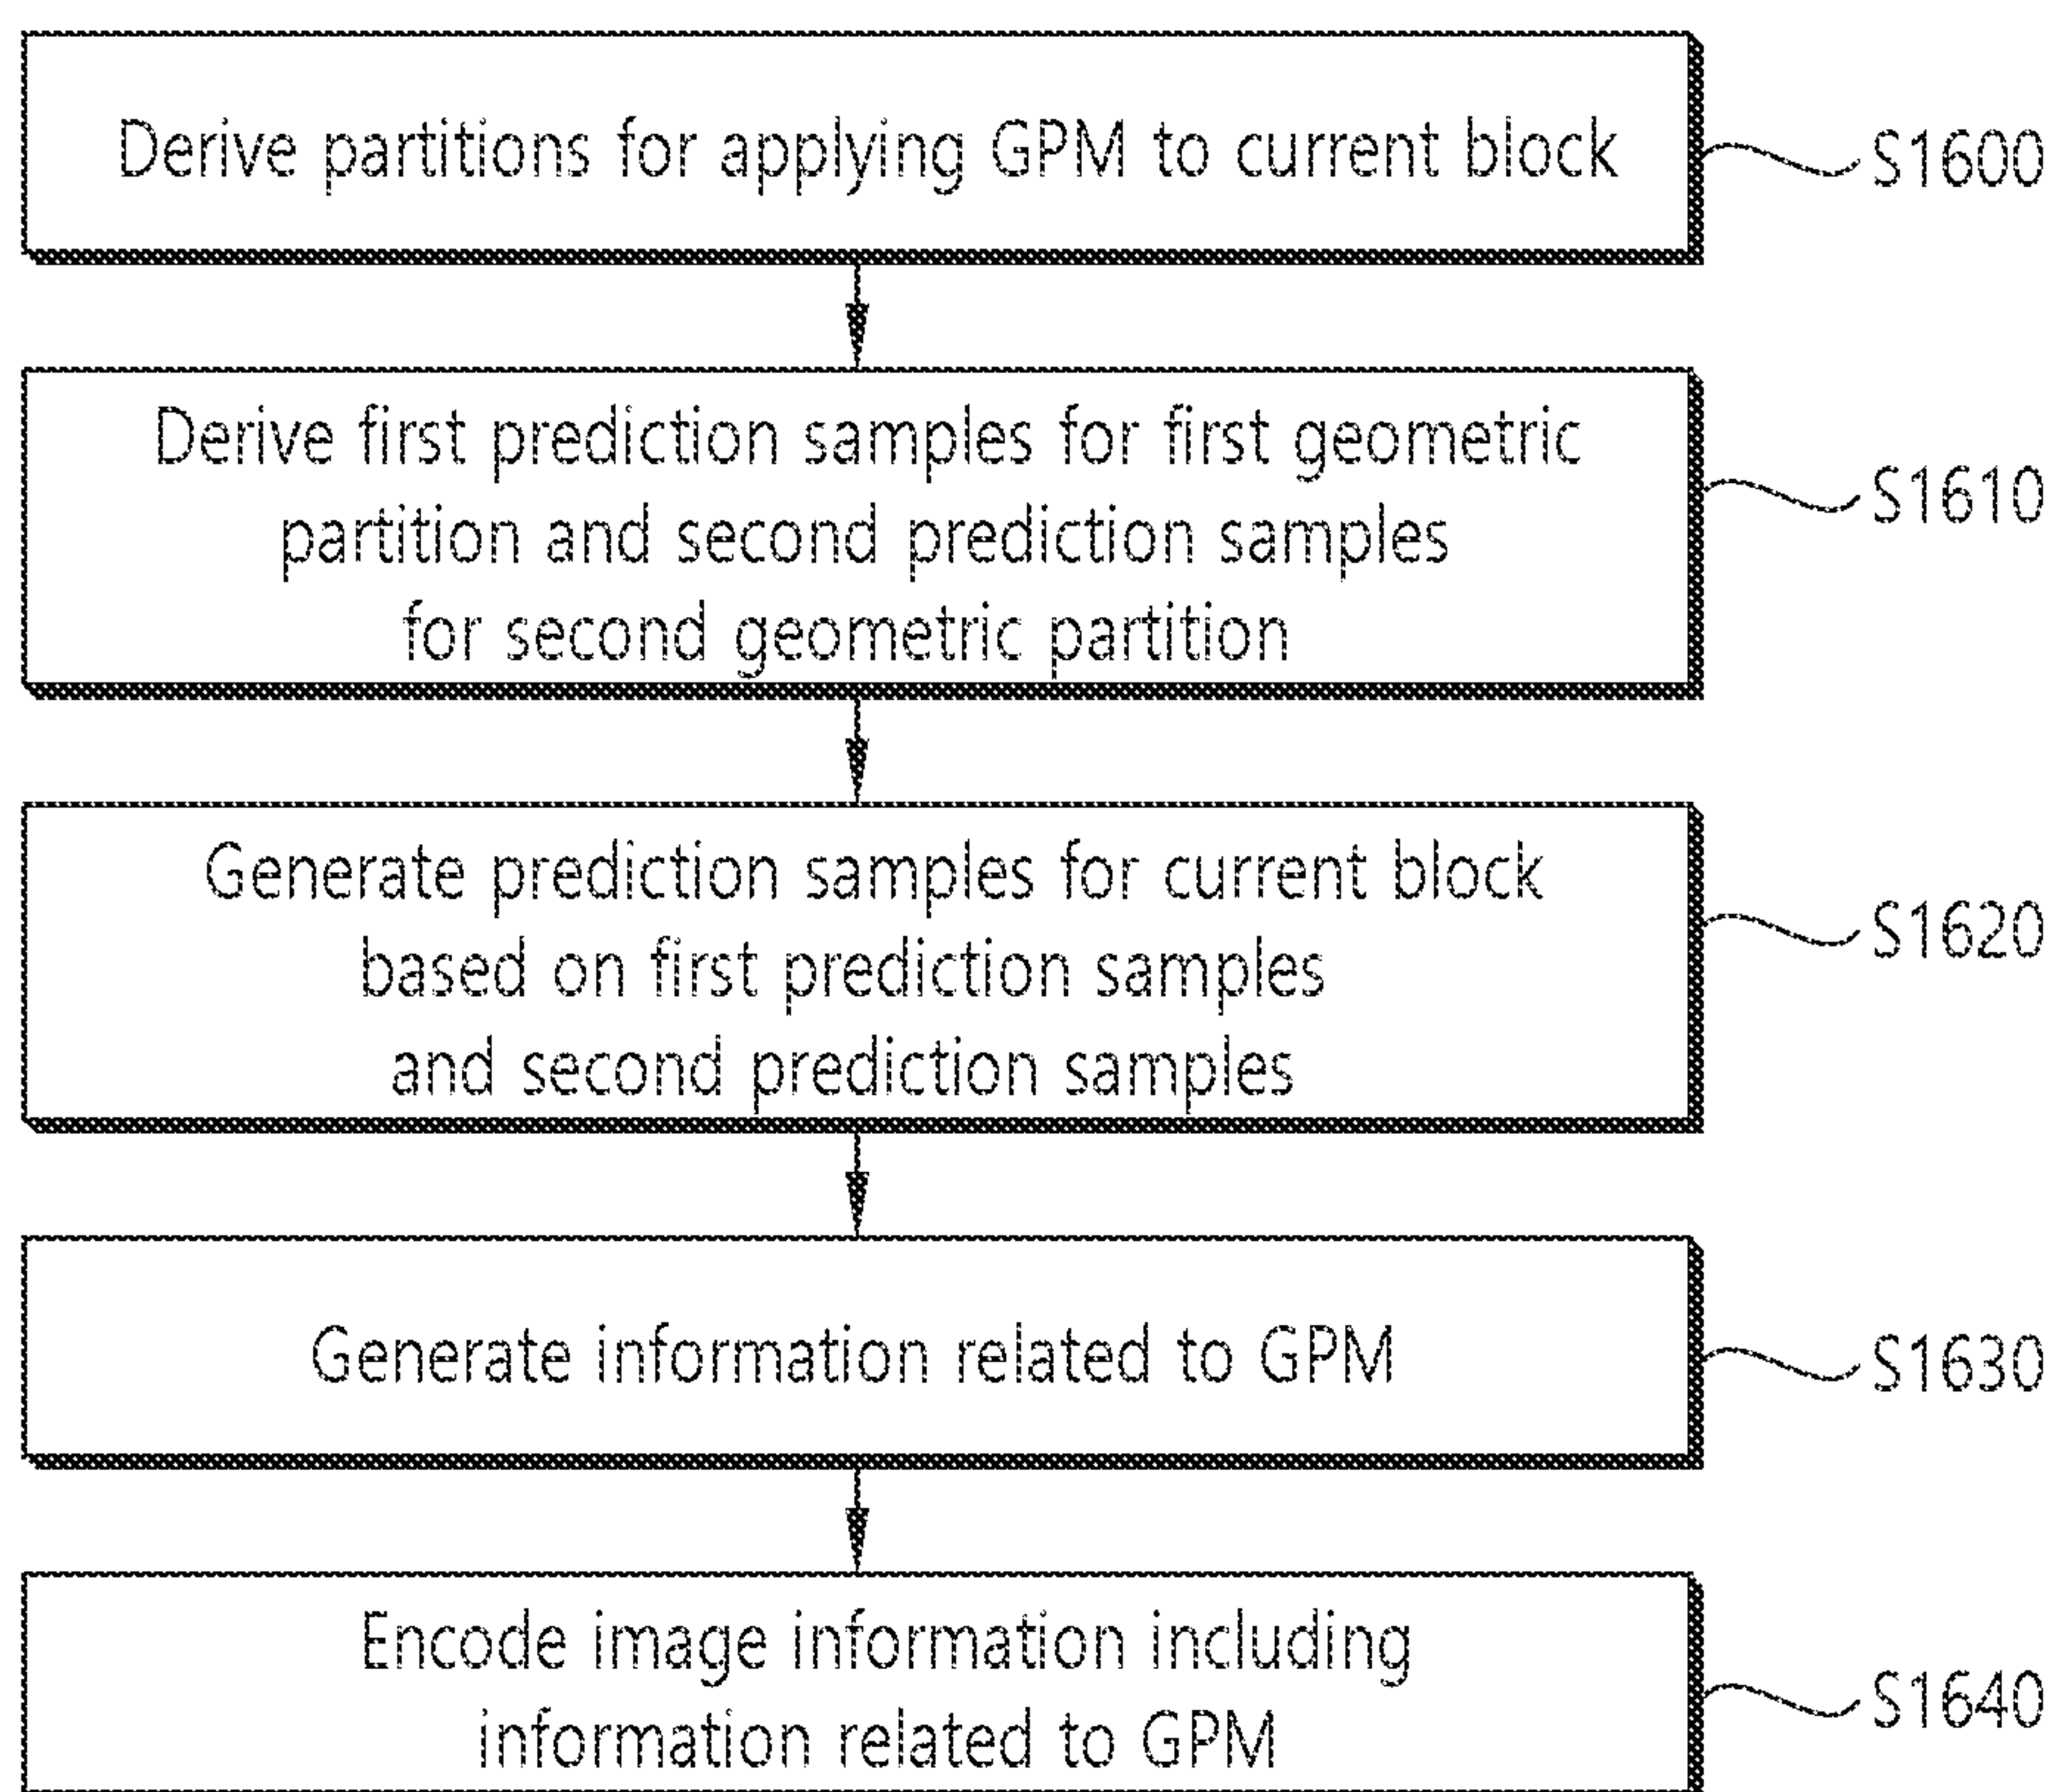 Derive partitions for applying GPM to current block
S1600
Derive first prediction samples for first geometric
partition and second prediction samples
for second geometric partition
S1610
Generate prediction samples for current block
based on first prediction samples
and second prediction samples
S1620
Generate information related to GPM
S1630
Encode image information including
information related to GPM
S1640